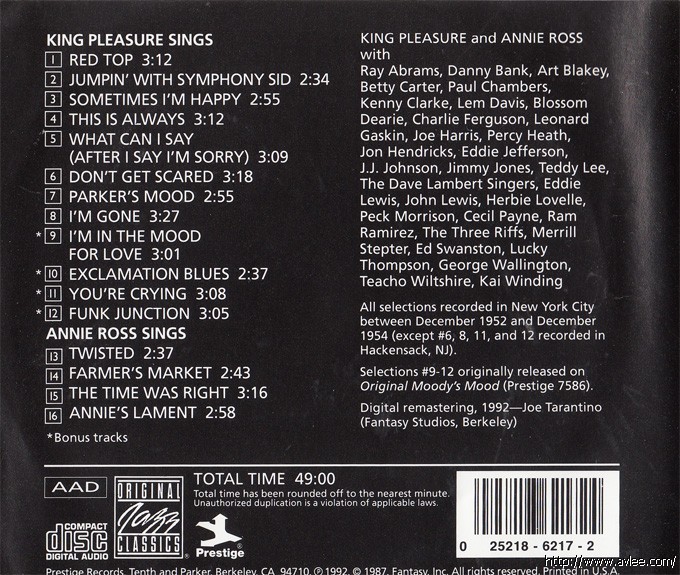 KING PLEASURE SINGS
1 RED TOP 3:12
2 JUMPIN' WITH SYMPHONY SID 2:34
3 SOMETIMES I'M HAPPY 2:55
4 THIS IS ALWAYS 3:12
5 WHAT CAN I SAY
(AFTER I SAY I'M SORRY) 3:09
6 DON'T GET SCARED 3:18
7 PARKER'S MOOD 2:55
8 I'M GONE 3:27
*9 I'M IN THE MOOD
FOR LOVE 3:01
*10 EXCLAMATION BLUES 2:37
*11 YOU'RE CRYING 3:08
*12 FUNK JUNCTION 3:05
ANNIE ROSS SINGS
13 TWISTED 2:37
14 FARMER'S MARKET 2:43
15 THE TIME WAS RIGHT 3:16
16 ANNIE'S LAMENT 2:58
*Bonus tracks
KING PLEASURE and ANNIE ROSS
with
Ray Abrams, Danny Bank, Art Blakey,
Betty Carter, Paul Chambers,
Kenny Clarke, Lem Davis, Blossom
Dearie, Charlie Ferguson, Leonard
Gaskin, Joe Harris, Percy Heath,
Jon Hendricks, Eddie Jefferson,
J.J. Johnson, Jimmy Jones, Teddy Lee,
The Dave Lambert Singers, Eddie
Lewis, John Lewis, Herbie Lovelle,
Peck Morrison, Cecil Payne, Ram
Ramirez, The Three Riffs, Merrill
Stepter, Ed Swanston, Lucky
Thompson, George Wallington,
Teacho Wiltshire, Kai Winding
All selections recorded in New York City
between December 1952 and December
1954 (except #6, 8, 11, and 12 recorded in
Hackensack, NJ).
Selections #9-12 originally released on
Original Moody's Mood (Prestige 7586).
Digital remastering, 1992—Joe Tarantino
(Fantasy Studios, Berkeley)
AAD
COMPACT
disc
DIGITAL AUDIO
ORIGINAL
Jazz
CLASSICS
®
TOTAL TIME 49:00
Total time has been rounded off to the nearest minute.
Unauthorized duplication is a violation of applicable laws.
Prestige
0 25218-6217-2
http://www.avlee.com/
Prestige Records, Tenth and Parker, Berkeley, CA 94710. ℗ 1992, © 1987, Fantasy, Inc. All rights reserved. Printed in U.S.A.